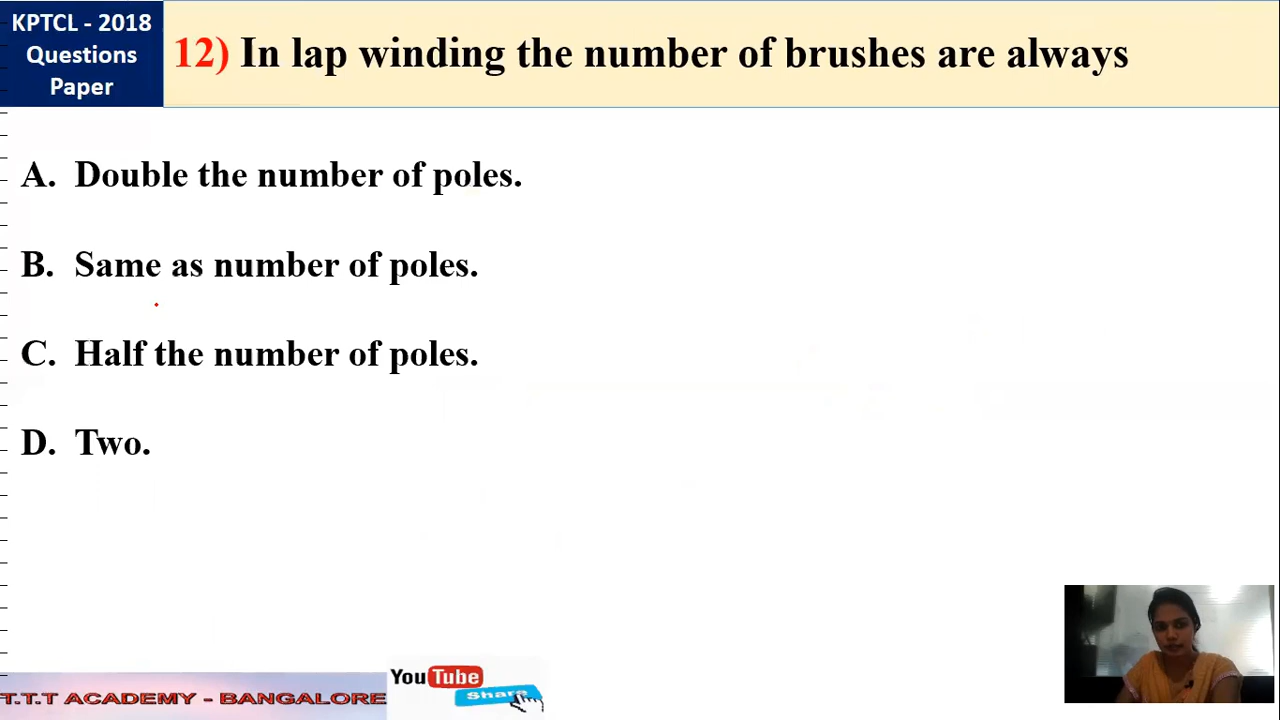 KPTCL - 2018
Questions
Paper
12) In lap winding the number of brushes are always
A. Double the number of poles.
B. Same as number of poles.
C. Half the number of poles.
D. Two.
T.T.T ACADEMY - BANGALORE
YouTube
Share